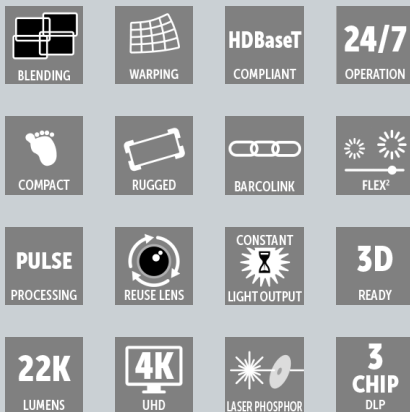 BLENDING
WARPING
HDBaseT
COMPLIANT
24/7
OPERATION
COMPACT
RUGGED
BARCOLINK
FLEX²
PULSE
PROCESSING
REUSE LENS
CONSTANT
LIGHT OUTPUT
3D
READY
22K
LUMENS
4K
UHD
LASER PHOSPHOR
3
CHIP
DLP